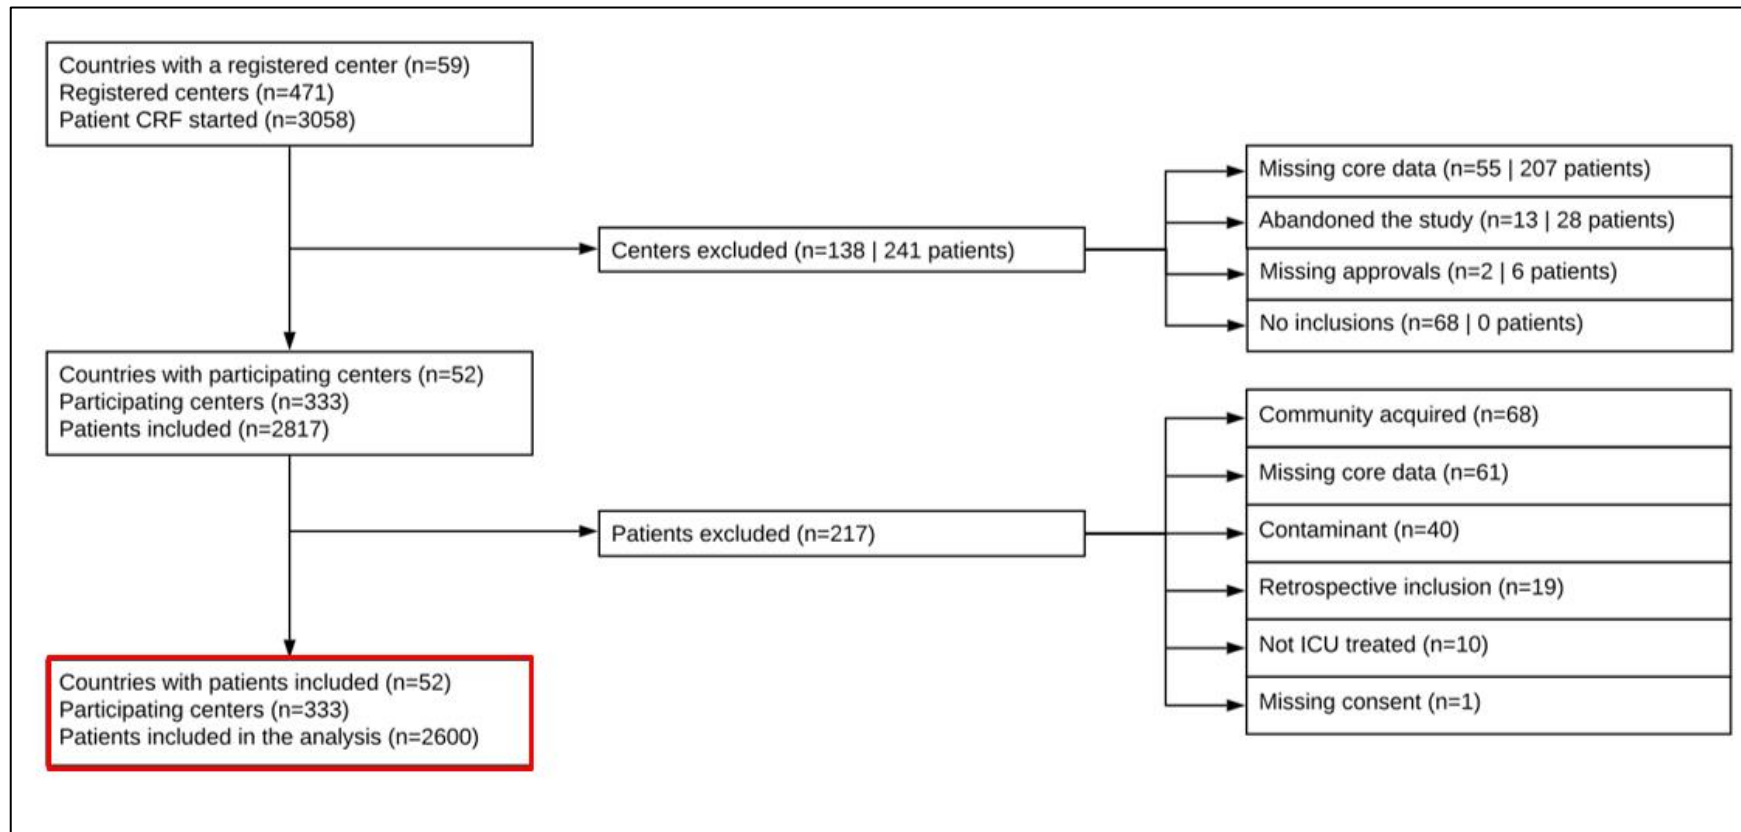 Countries with a registered center (n=59)
Registered centers (n=471)
Patient CRF started (n=3058)
Centers excluded (n=138 | 241 patients)
Missing core data (n=55 | 207 patients)
Abandoned the study (n=13 | 28 patients)
Missing approvals (n=2 | 6 patients)
No inclusions (n=68 | 0 patients)
Countries with participating centers (n=52)
Participating centers (n=333)
Patients included (n=2817)
Patients excluded (n=217)
Community acquired (n=68)
Missing core data (n=61)
Contaminant (n=40)
Retrospective inclusion (n=19)
Not ICU treated (n=10)
Missing consent (n=1)
Countries with patients included (n=52)
Participating centers (n=333)
Patients included in the analysis (n=2600)